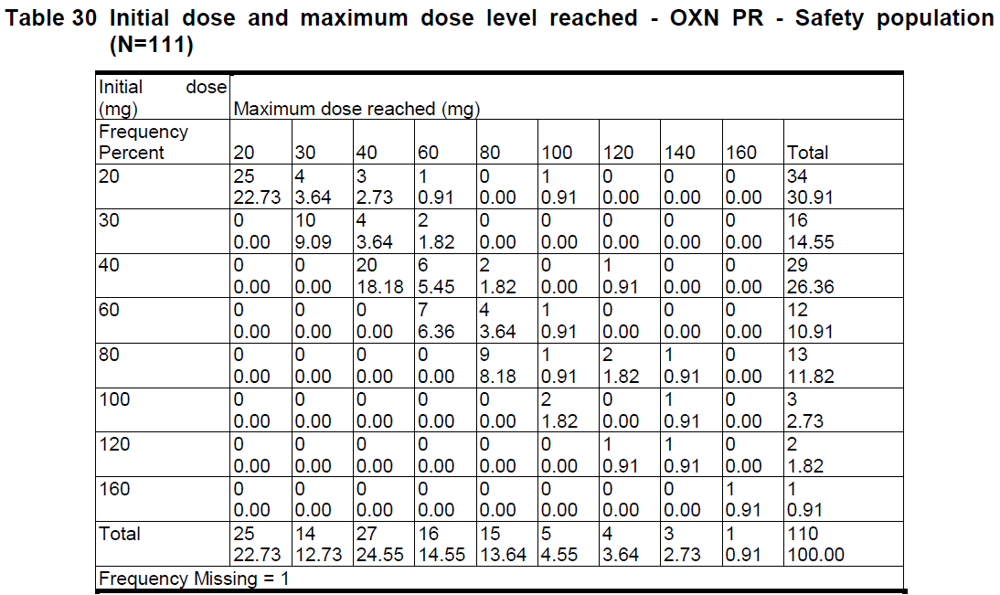 Table 30 Initial dose and maximum dose level reached - OXN PR - Safety population
(N=111)
Initial dose
(mg) Maximum dose reached (mg)
Frequency
Percent 20 30 40 60 80 100 120 140 160 Total
20 25 4 3 1 0 1 0 0 0 34
22.73 3.64 2.73 0.91 0.00 0.91 0.00 0.00 0.00 30.91
30 0 10 4 2 0 0 0 0 0 16
0.00 9.09 3.64 1.82 0.00 0.00 0.00 0.00 0.00 14.55
40 0 0 20 6 2 0 1 0 0 29
0.00 0.00 18.18 5.45 1.82 0.00 0.91 0.00 0.00 26.36
60 0 0 0 7 4 1 0 0 0 12
0.00 0.00 0.00 6.36 3.64 0.91 0.00 0.00 0.00 10.91
80 0 0 0 0 9 1 2 1 0 13
0.00 0.00 0.00 0.00 8.18 0.91 1.82 0.91 0.00 11.82
100 0 0 0 0 0 2 0 1 0 3
0.00 0.00 0.00 0.00 0.00 1.82 0.00 0.91 0.00 2.73
120 0 0 0 0 0 0 1 1 0 2
0.00 0.00 0.00 0.00 0.00 0.00 0.91 0.91 0.00 1.82
160 0 0 0 0 0 0 0 0 1 1
0.00 0.00 0.00 0.00 0.00 0.00 0.00 0.00 0.91 0.91
Total 25 14 27 16 15 5 4 3 1 110
22.73 12.73 24.55 14.55 13.64 4.55 3.64 2.73 0.91 100.00
Frequency Missing = 1